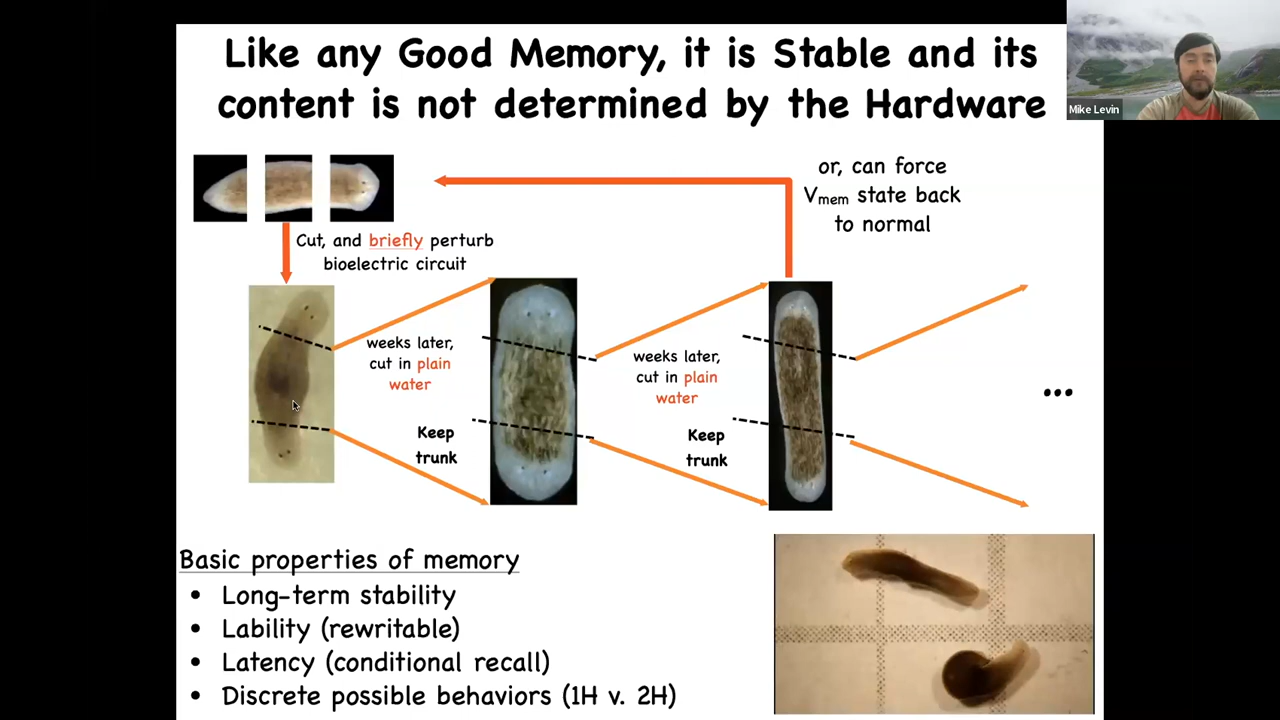 Like any Good Memory, it is Stable and its
content is not determined by the Hardware
Mike Levin
or, can force
Vmem state back
to normal
Cut, and briefly perturb
bioelectric circuit
weeks later,
cut in plain
water
Keep
trunk
weeks later,
cut in plain
water
Keep
trunk
...
Basic properties of memory
• Long-term stability
• Lability (rewritable)
• Latency (conditional recall)
• Discrete possible behaviors (1H v. 2H)